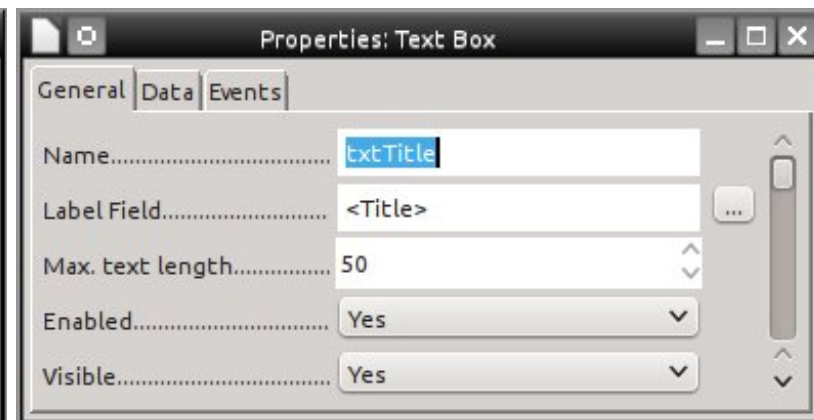 Properties: Text Box
General Data Events
Name................................... txtTitle
Label Field........................... <Title>
...
Max. text length................ 50
Enabled............................... Yes
Visible.................................. Yes